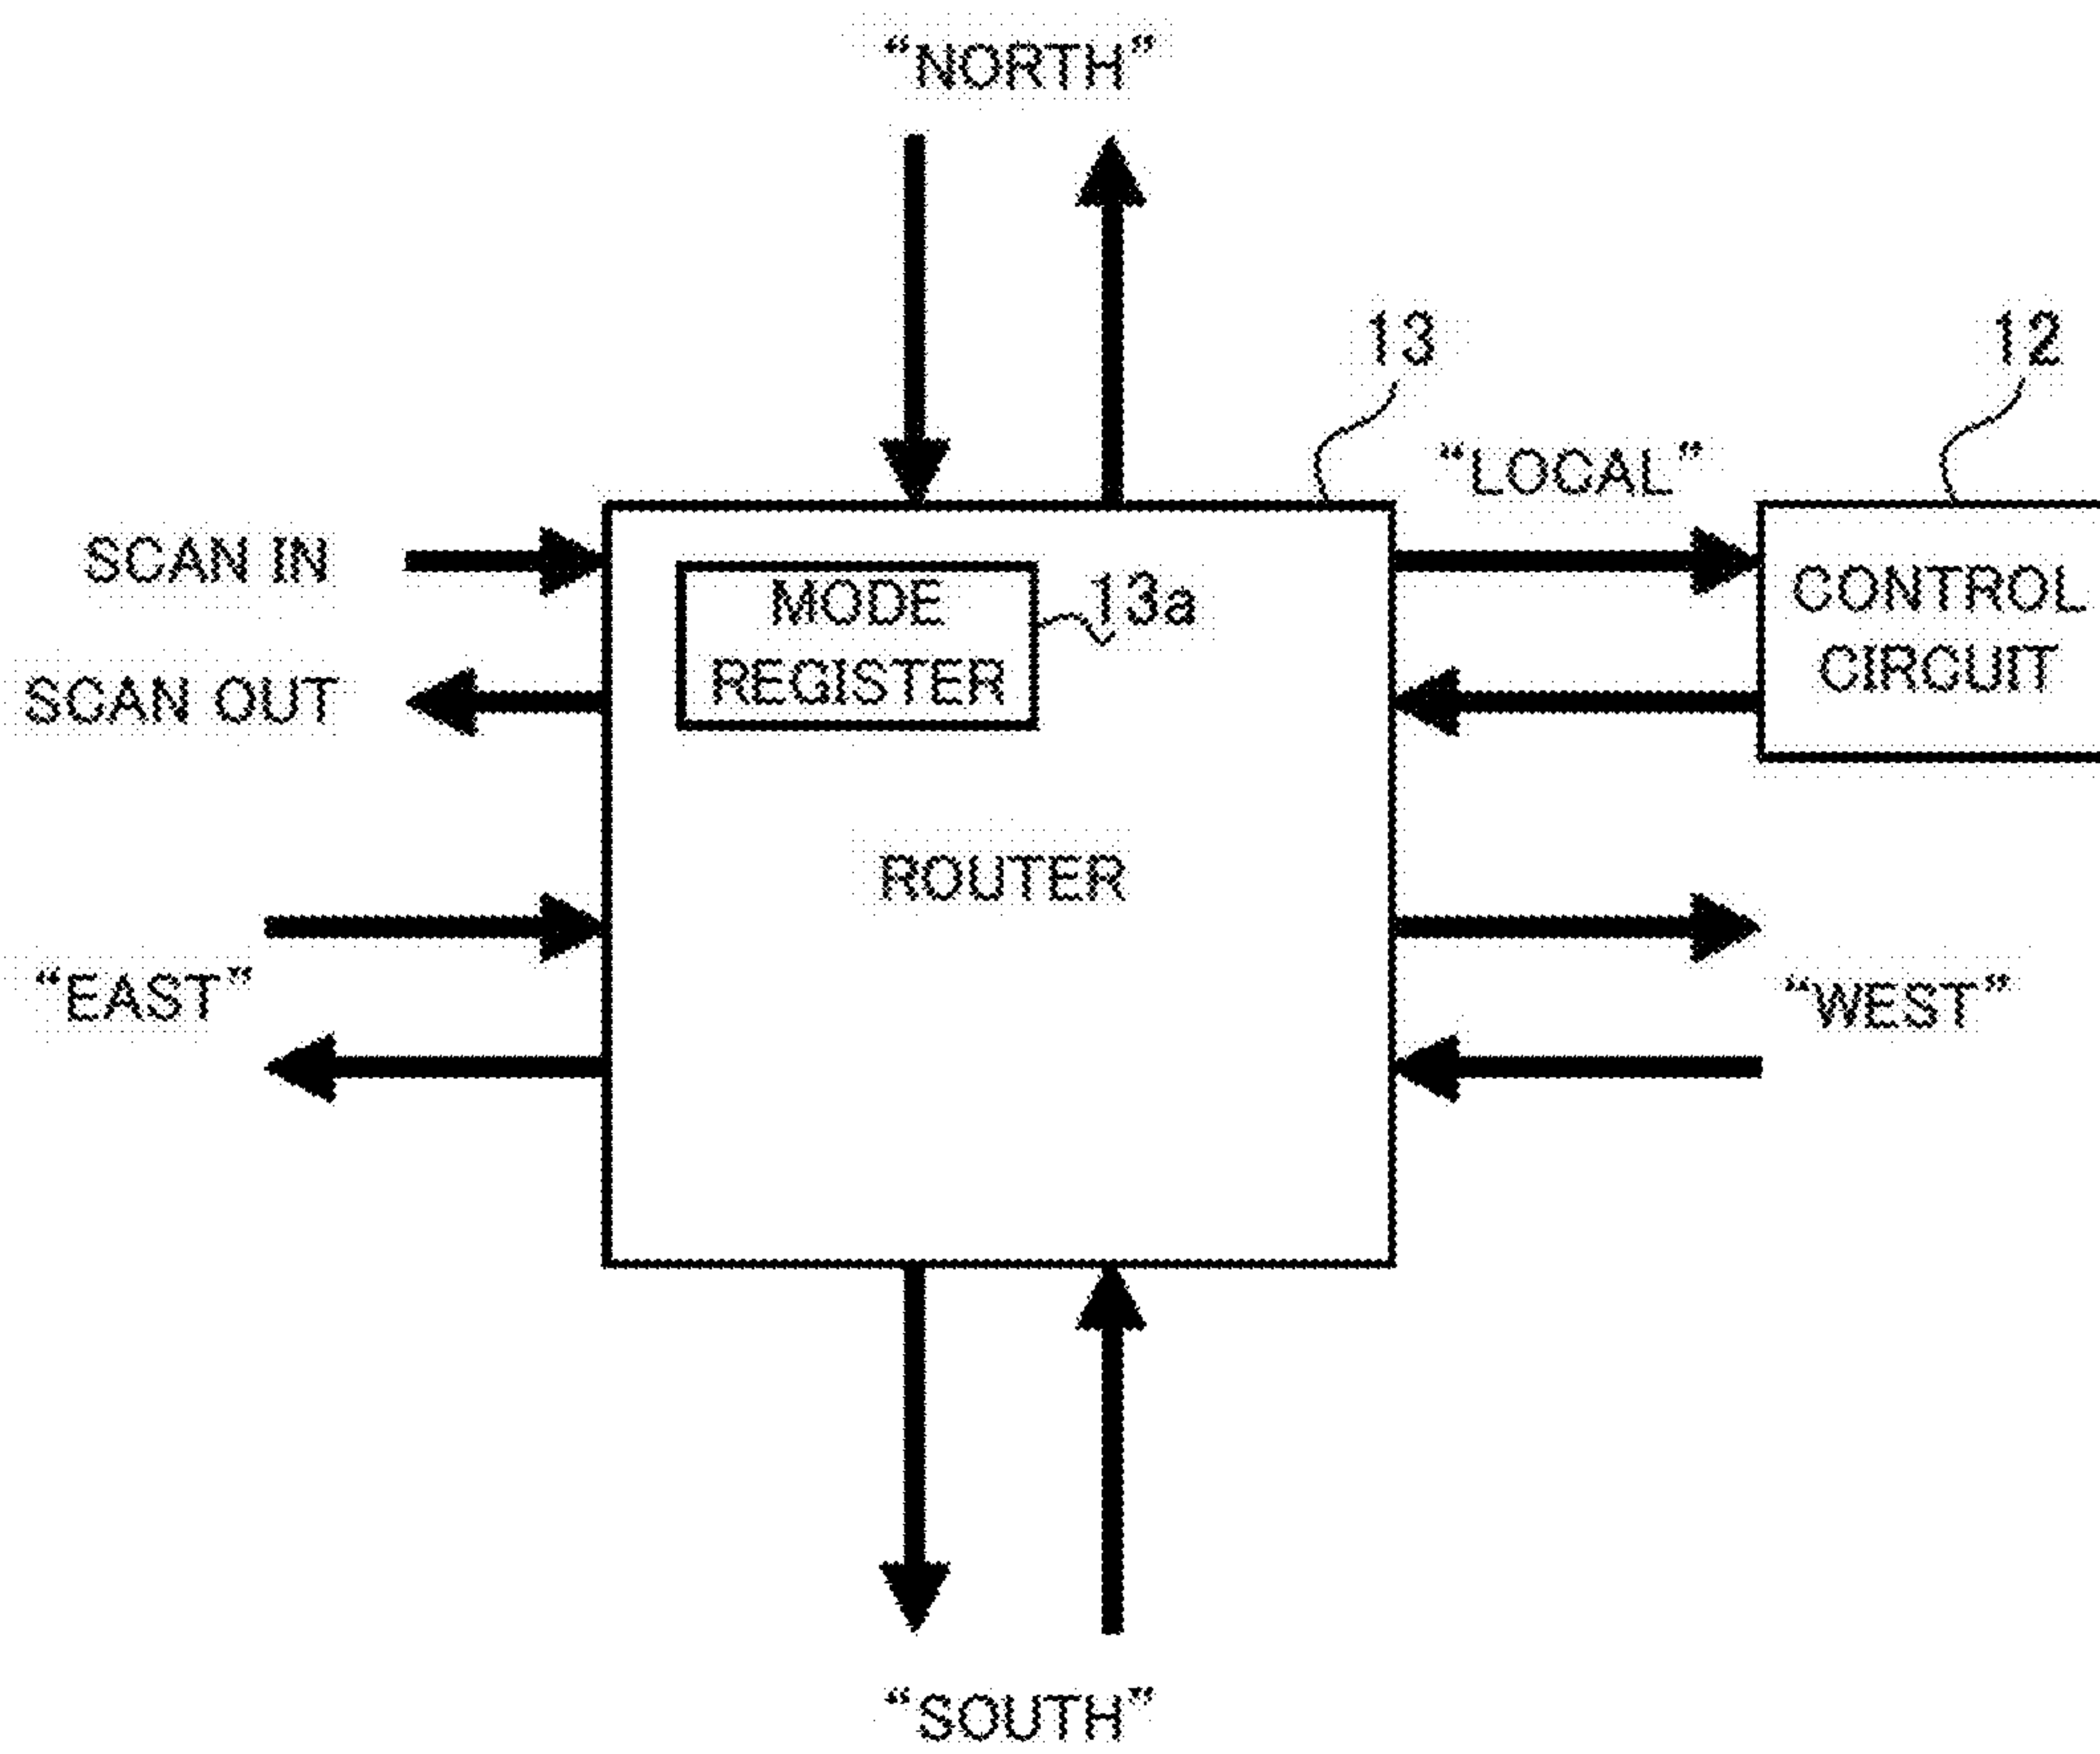 “NORTH”
13
12
“LOCAL”
SCAN IN
MODE
REGISTER
13a
CONTROL
CIRCUIT
SCAN OUT
ROUTER
“EAST”
“WEST”
“SOUTH”